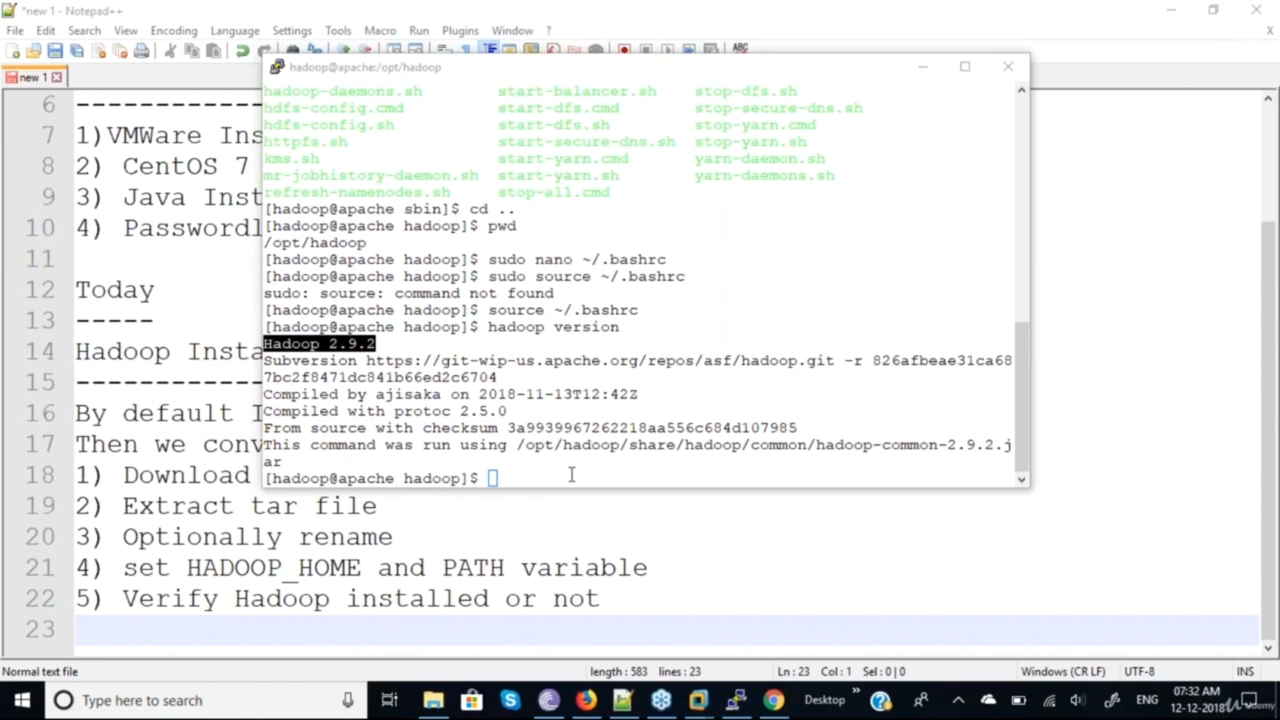 *new 1 - Notepad++
File Edit Search View Encoding Language Settings Tools Macro Run Plugins Window ?
new 1
hadoop@apache:/opt/hadoop
hadoop-daemons.sh start-balancer.sh stop-dfs.sh
hdfs-config.cmd start-dfs.cmd stop-secure-dns.sh
hdfs-config.sh start-dfs.sh stop-yarn.cmd
httpfs.sh start-secure-dns.sh stop-yarn.sh
kms.sh start-yarn.cmd yarn-daemon.sh
mr-jobhistory-daemon.sh start-yarn.sh yarn-daemons.sh
refresh-namenodes.sh stop-all.cmd
[hadoop@apache sbin]$ cd ..
[hadoop@apache hadoop]$ pwd
/opt/hadoop
[hadoop@apache hadoop]$ sudo nano ~/.bashrc
[hadoop@apache hadoop]$ sudo source ~/.bashrc
sudo: source: command not found
[hadoop@apache hadoop]$ source ~/.bashrc
[hadoop@apache hadoop]$ hadoop version
Hadoop 2.9.2
Subversion https://git-wip-us.apache.org/repos/asf/hadoop.git -r 826afbeae31ca68
7bc2f8471dc841b66ed2c6704
Compiled by ajisaka on 2018-11-13T12:42Z
Compiled with protoc 2.5.0
From source with checksum 3a9939967262218aa556c684d107985
This command was run using /opt/hadoop/share/hadoop/common/hadoop-common-2.9.2.j
ar
[hadoop@apache hadoop]$
6 -----------
7 1)VMWare Ins
8 2) CentOS 7
9 3) Java Inst
10 4) Passwordl
11
12 Today
13 -----
14 Hadoop Insta
15 ------------
16 By default I
17 Then we conv
18 1) Download
19 2) Extract tar file
20 3) Optionally rename
21 4) set HADOOP_HOME and PATH variable
22 5) Verify Hadoop installed or not
23
Normal text file length : 583 lines : 23 Ln : 23 Col : 1 Sel : 0 | 0 Windows (CR LF) UTF-8 INS
Type here to search Desktop ENG 07:32 AM
12-12-2018
Udemy